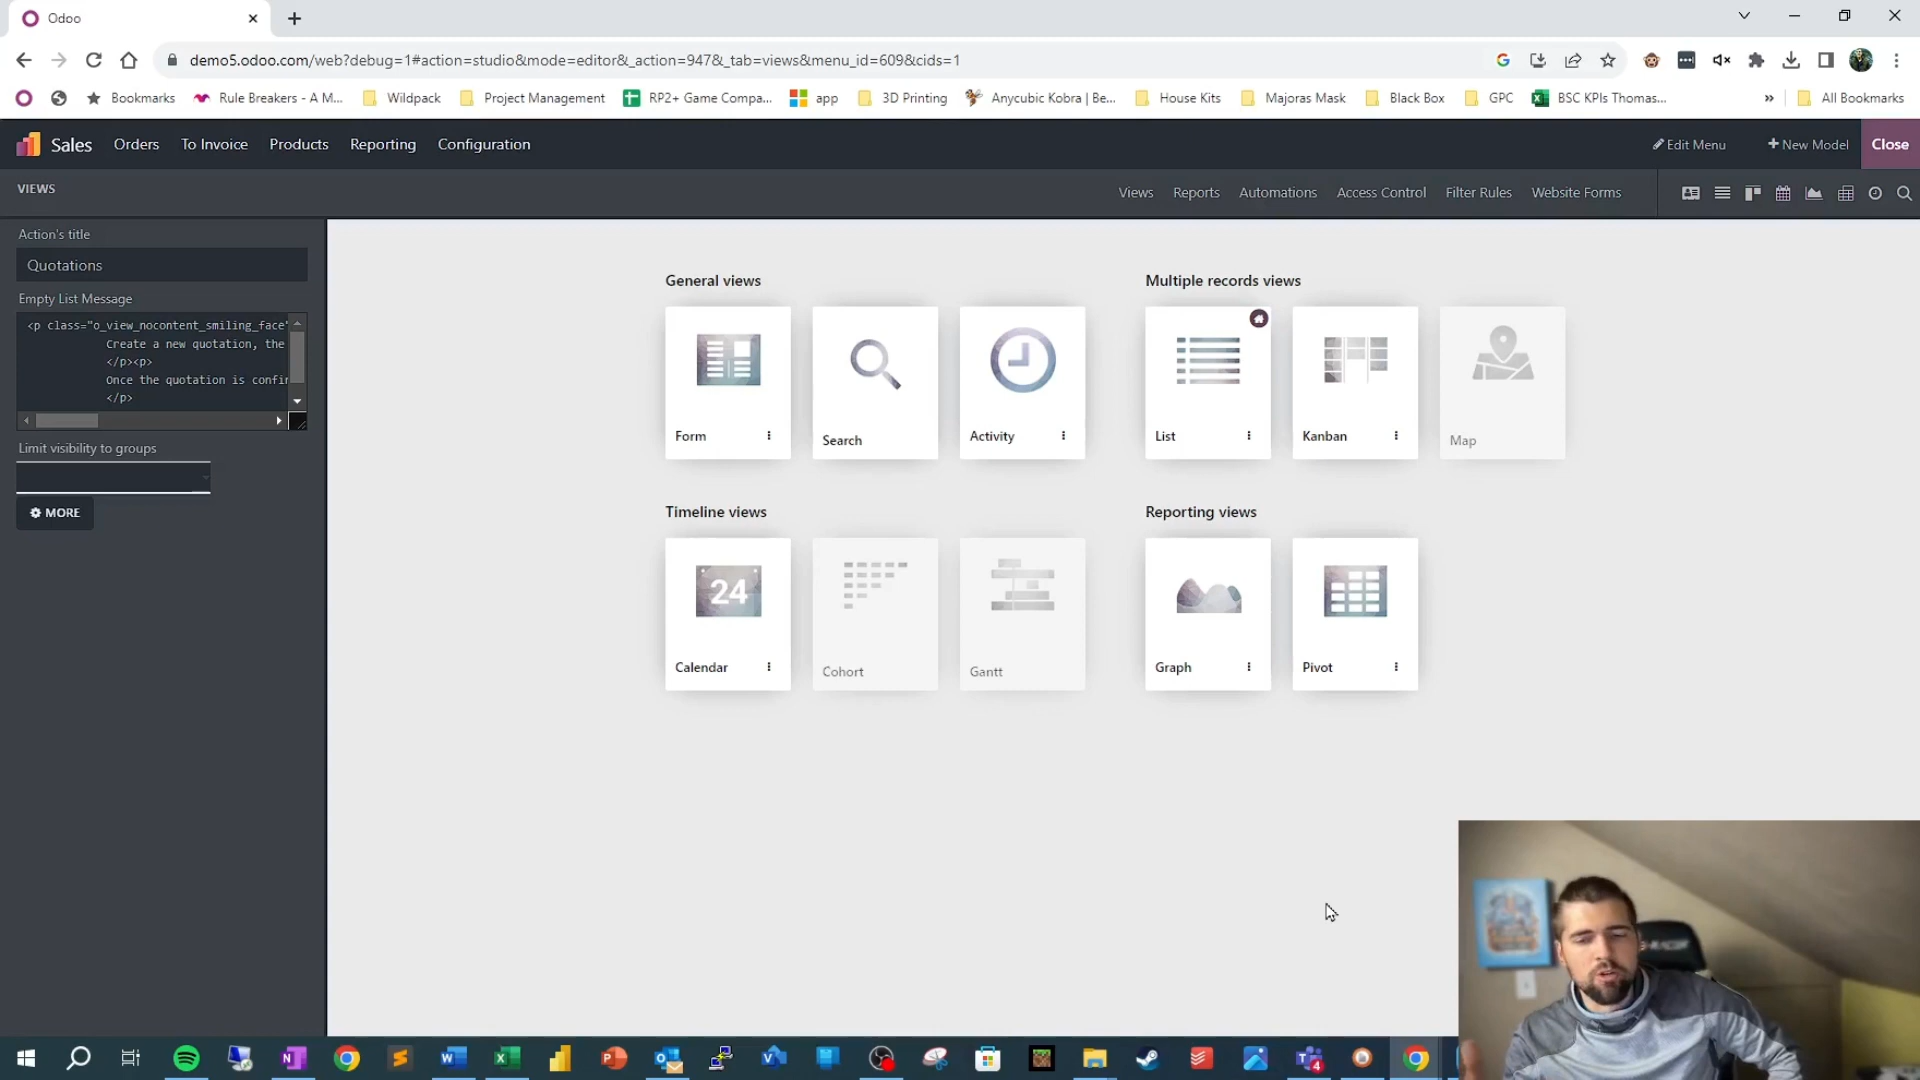 Odoo
demo5.odoo.com/web?debug=1#action=studio&mode=editor&_action=947&_tab=views&menu_id=609&cids=1
Bookmarks
Rule Breakers - A M...
Wildpack
Project Management
RP2+ Game Compa...
app
3D Printing
Anycubic Kobra | Be...
House Kits
Majoras Mask
Black Box
GPC
BSC KPIs Thomas...
»
All Bookmarks
Sales
Orders
To Invoice
Products
Reporting
Configuration
Edit Menu
+ New Model
Close
VIEWS
Views
Reports
Automations
Access Control
Filter Rules
Website Forms
Action's title
Quotations
Empty List Message
<p class="o_view_nocontent_smiling_face"
Create a new quotation, the
</p><p>
Once the quotation is confir
</p>
Limit visibility to groups
MORE
General views
Form
Search
Activity
Multiple records views
List
Kanban
Map
Timeline views
24
Calendar
Cohort
Gantt
Reporting views
Graph
Pivot
4